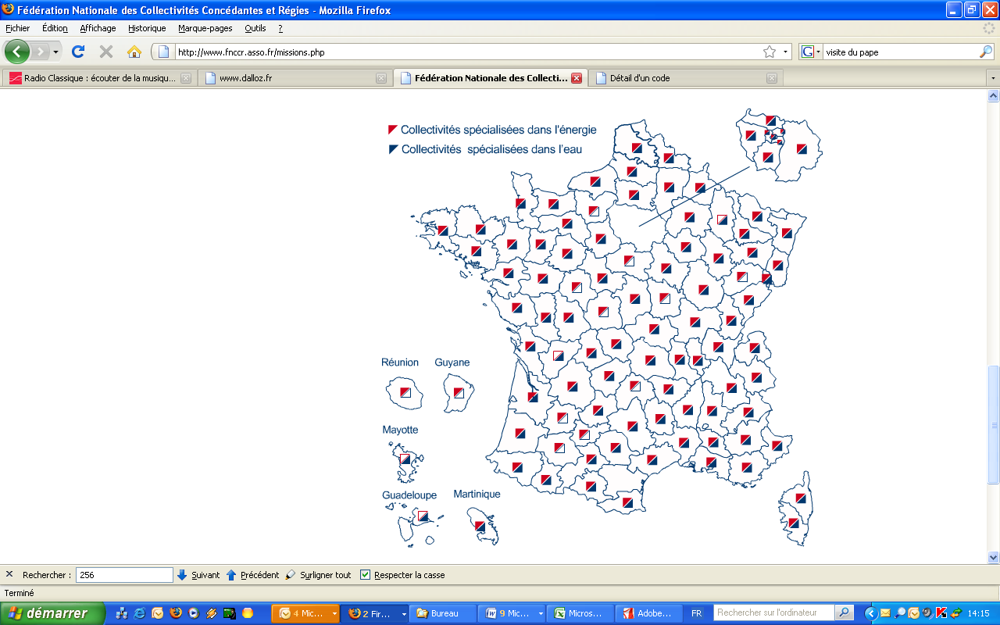 Fédération Nationale des Collectivités Concédantes et Régies - Mozilla Firefox
Fichier Édition Affichage Historique Marque-pages Outils ?
http://www.fnccr.asso.fr/missions.php
G
visite du pape
Radio Classique : écouter de la musiqu...
www.dalloz.fr
Fédération Nationale des Collecti...
Détail d'un code
Collectivités spécialisées dans l'énergie
Collectivités spécialisées dans l'eau
Réunion Guyane
Mayotte
Guadeloupe Martinique
Rechercher : 256 Suivant Précédent Surligner tout Respecter la casse
Terminé
démarrer
4 Mic...
2 Fir...
Bureau
9 Mic...
Micros...
Adobe...
FR
Rechercher sur l'ordinateur
14:15